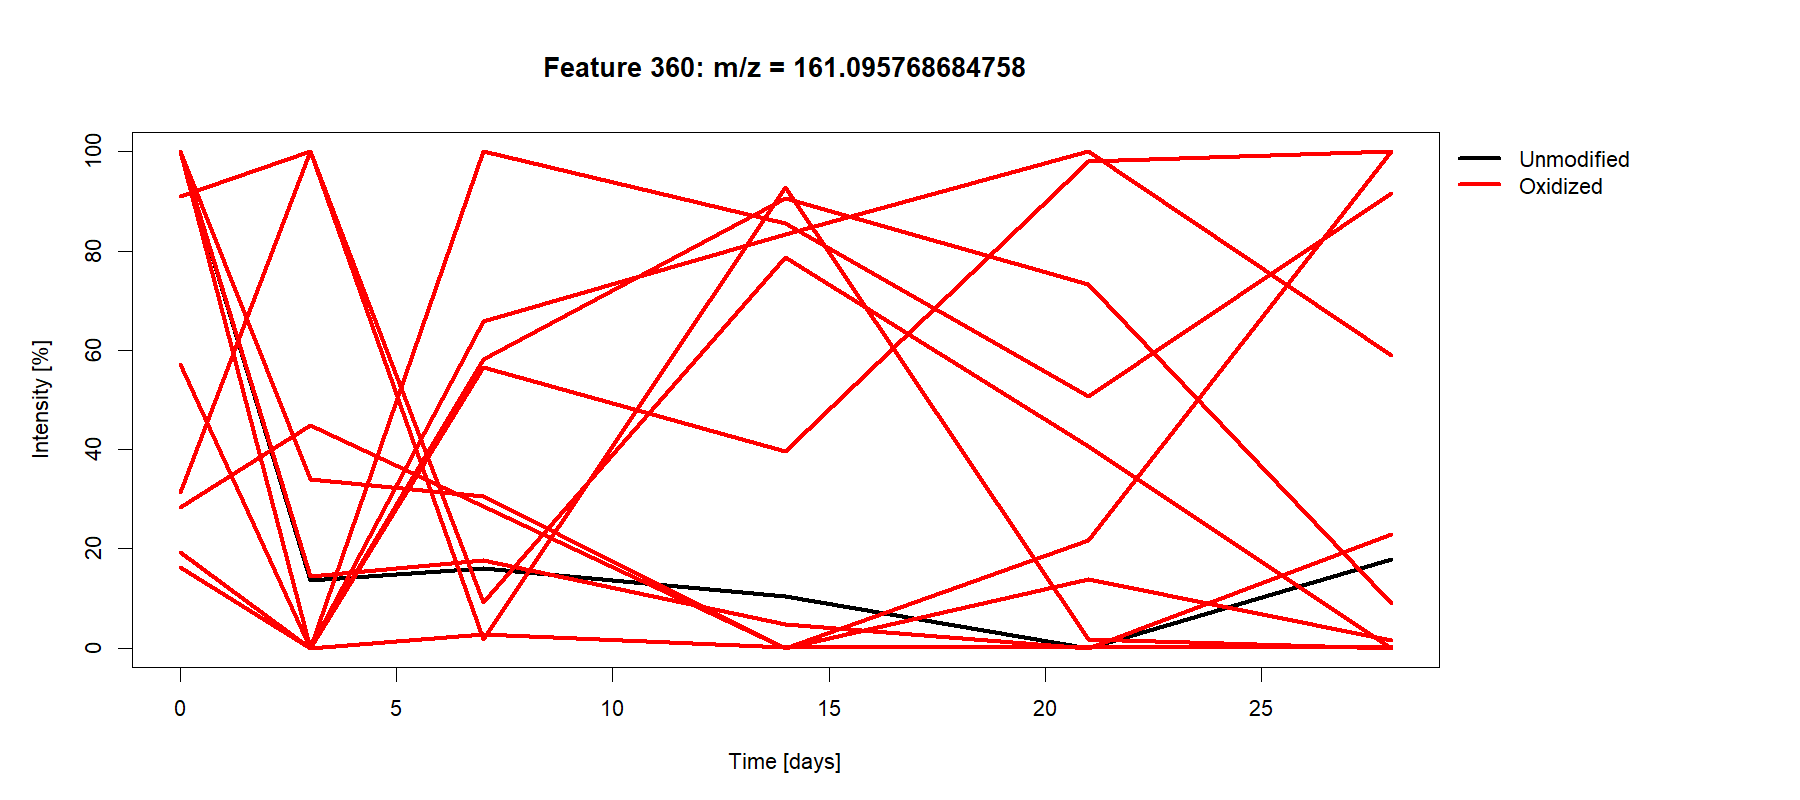 Feature 360: m/z = 161.095768684758
Unmodified
Oxidized
Intensity [%]
100
80
60
40
20
0
0 5 10 15 20 25
Time [days]